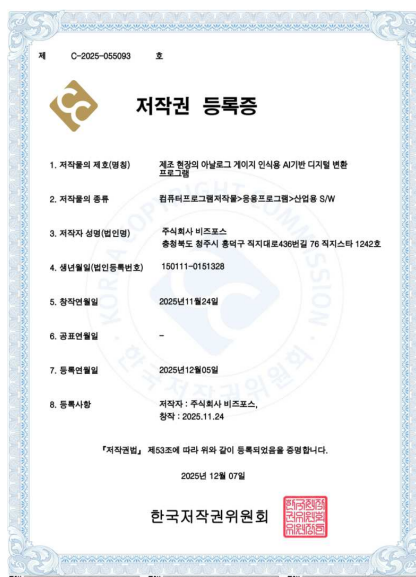 제 C-2025-055093 호
저작권 등록증
1. 저작물의 제호(명칭) 제조 현장의 아날로그 게이지 인식용 AI기반 디지털 변환
프로그램
2. 저작물의 종류 컴퓨터프로그램저작물>응용프로그램>산업용 S/W
3. 저작자 성명(법인명) 주식회사 비즈포스
충청북도 청주시 흥덕구 직지대로436번길 76 직지스타 1242호
4. 생년월일(법인등록번호) 150111-0151328
5. 창작연월일 2025년11월24일
6. 공표연월일 -
7. 등록연월일 2025년12월05일
8. 등록사항 저작자 : 주식회사 비즈포스,
창작 : 2025.11.24
『저작권법』 제53조에 따라 위와 같이 등록되었음을 증명합니다.
2025년 12월 07일
한국저작권위원회
KOREA COPYRIGHT COMMISSION
한국저작권위원회